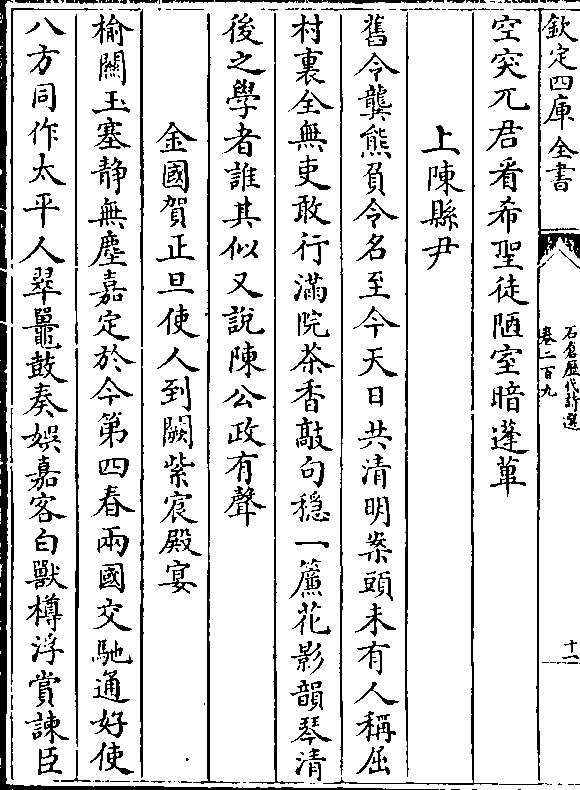 欽定四庫全書
石倉歷代詩選
卷二百九
十一
空突兀君看希聖徒陋室暗蓬蓽
上陳縣尹
舊令龔熊負令名至今天日共清明案頭未有人稱屈
村裏全無吏敢行滿院茶香敲句穩一簾花影韻琴清
後之學者誰其似又說陳公政有聲
金國賀正旦使人到闕紫宸殿宴
榆關玉塞靜無塵嘉定於今第四春兩國交馳通好使
八方同作太平人翠鼉鼓奏娯嘉客白獸樽浮賞諫臣